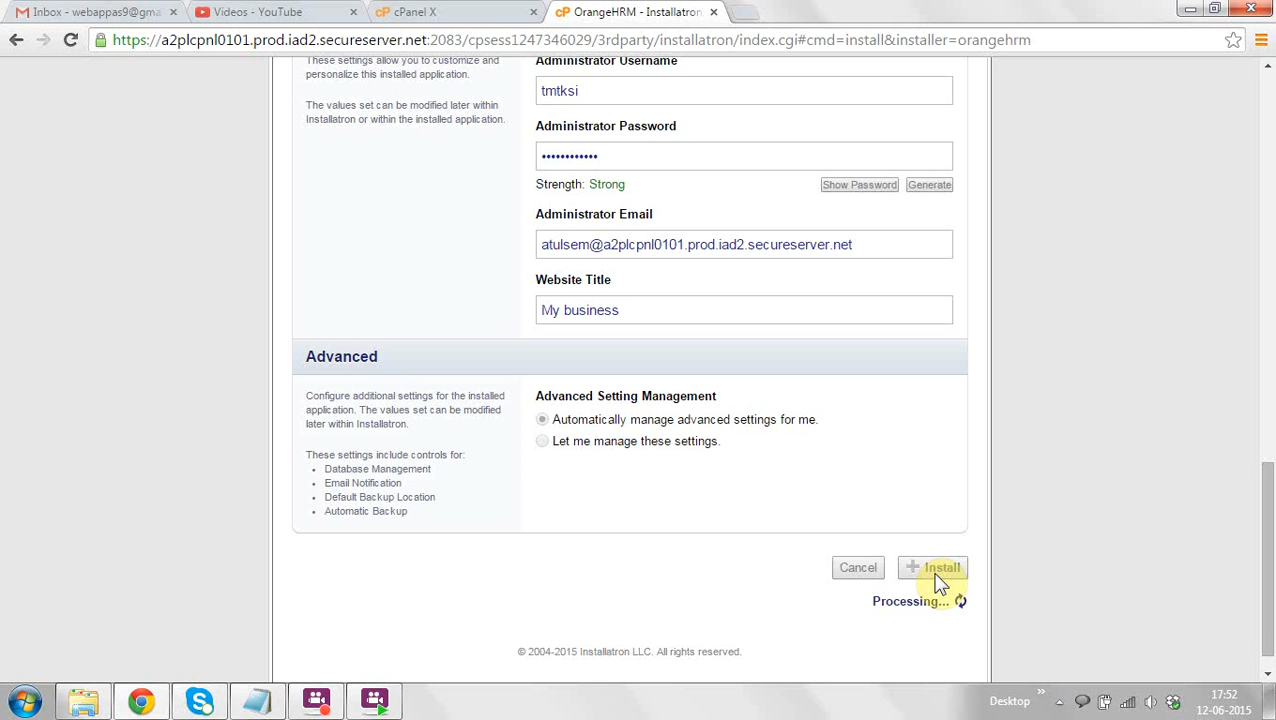 Inbox - webappas9@gma
Videos - YouTube
cPanel X
OrangeHRM - Installatron
https://a2plcpnl0101.prod.iad2.secureserver.net:2083/cpsess1247346029/3rdparty/installatron/index.cgi#cmd=install&installer=orangehrm
These settings allow you to customize and
personalize this installed application.
The values set can be modified later within
Installatron or within the installed application.
Administrator Username
tmtksi
Administrator Password
••••••••••••
Strength: Strong
Show Password
Generate
Administrator Email
atulsem@a2plcpnl0101.prod.iad2.secureserver.net
Website Title
My business
Advanced
Configure additional settings for the installed
application. The values set can be modified
later within Installatron.
These settings include controls for:
• Database Management
• Email Notification
• Default Backup Location
• Automatic Backup
Advanced Setting Management
Automatically manage advanced settings for me.
Let me manage these settings.
Cancel
Install
Processing...
© 2004-2015 Installatron LLC. All rights reserved.
Desktop
17:52
12-06-2015